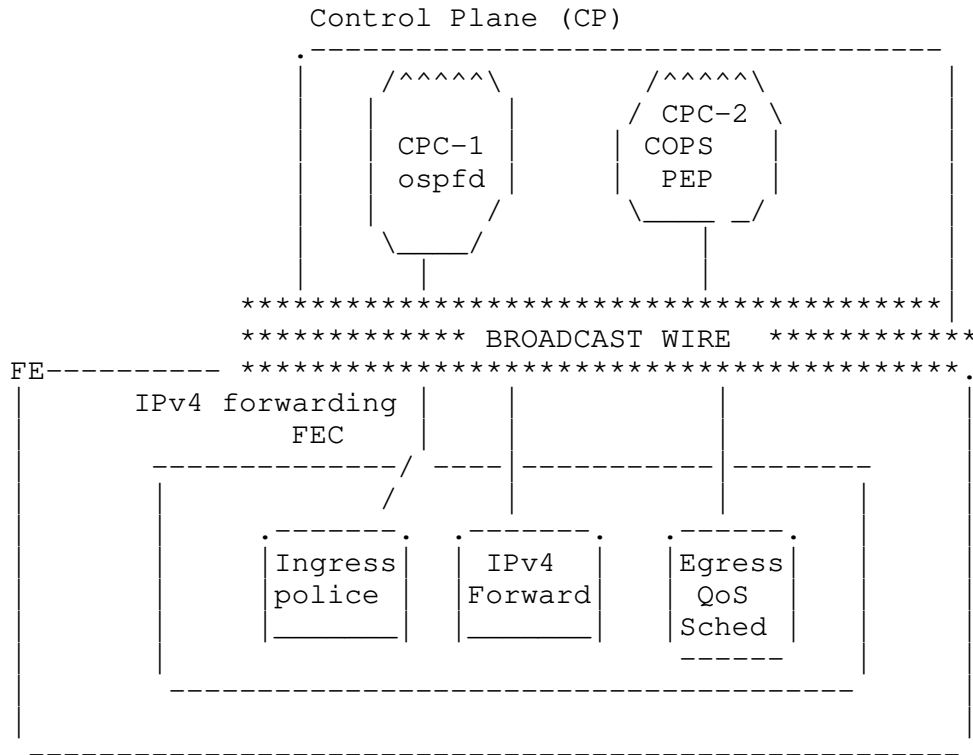 Control Plane (CP)
CPC-1
ospfd
CPC-2
COPS
PEP
BROADCAST WIRE
FE
IPv4 forwarding
FEC
Ingress
police
IPv4
Forward
Egress
QoS
Sched